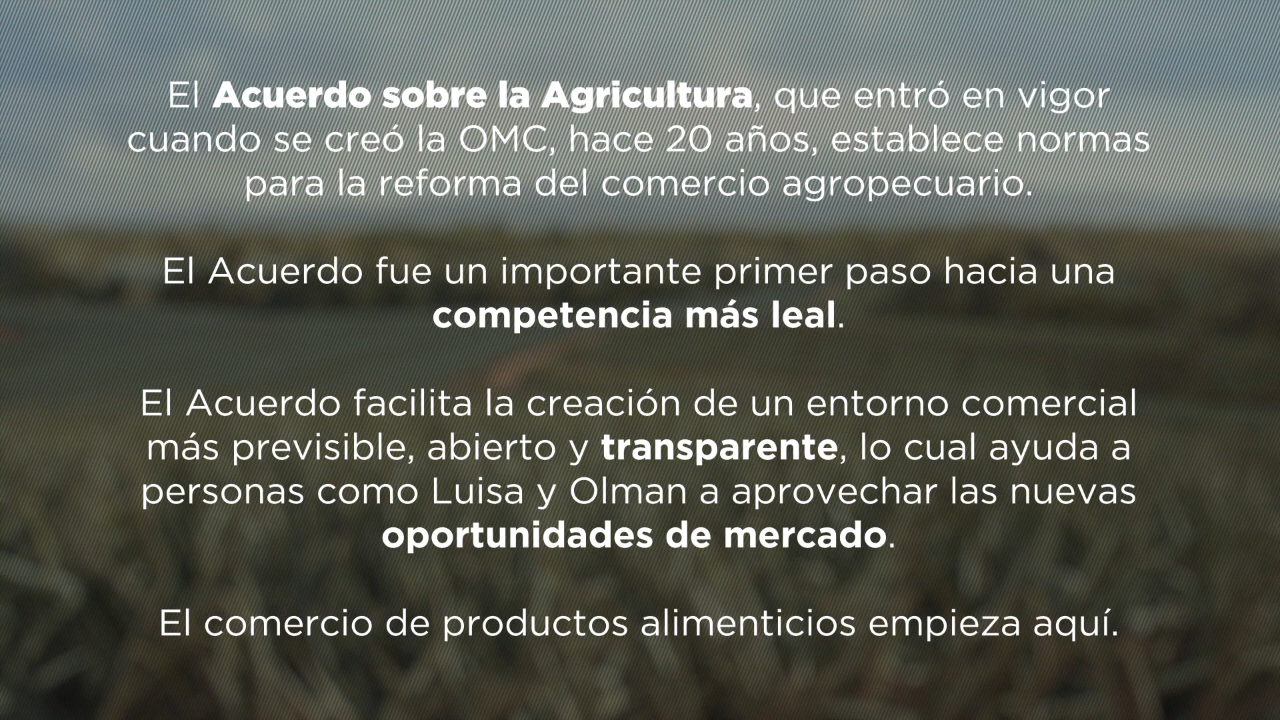 El Acuerdo sobre la Agricultura, que entró en vigor
cuando se creó la OMC, hace 20 años, establece normas
para la reforma del comercio agropecuario.
El Acuerdo fue un importante primer paso hacia una
competencia más leal.
El Acuerdo facilita la creación de un entorno comercial
más previsible, abierto y transparente, lo cual ayuda a
personas como Luisa y Olman a aprovechar las nuevas
oportunidades de mercado.
El comercio de productos alimenticios empieza aquí.